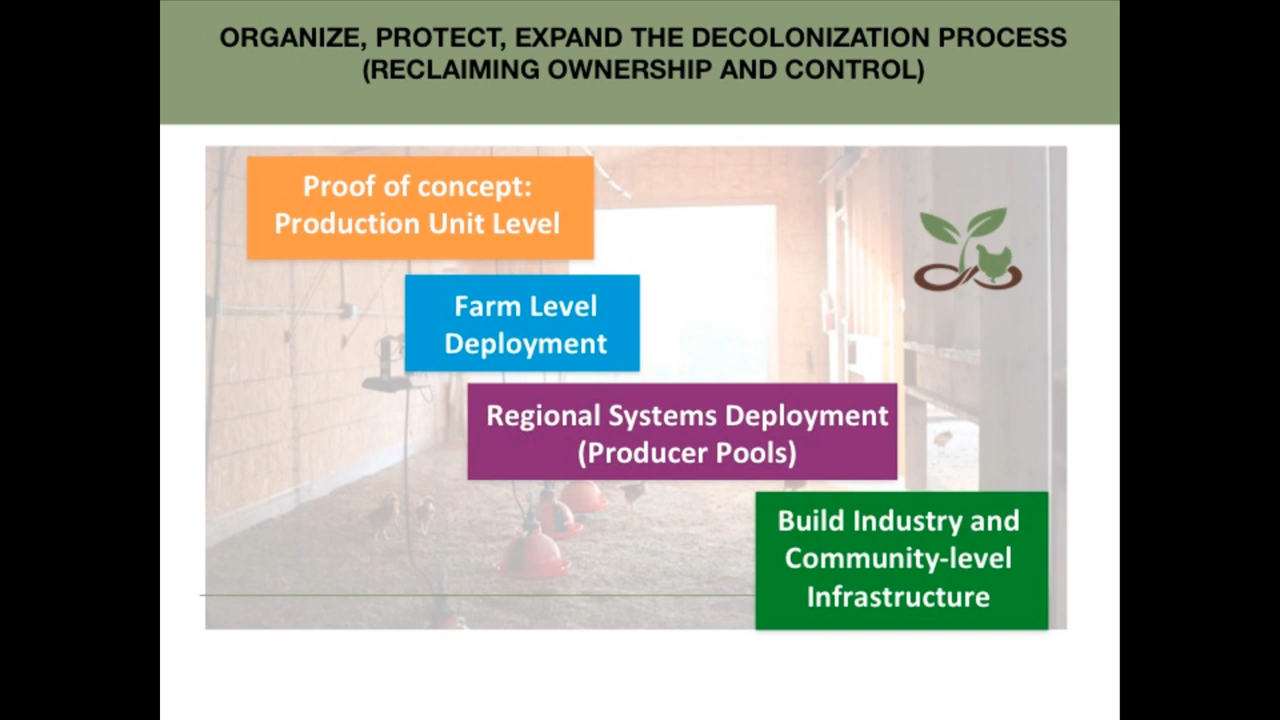 ORGANIZE, PROTECT, EXPAND THE DECOLONIZATION PROCESS
(RECLAIMING OWNERSHIP AND CONTROL)
Proof of concept:
Production Unit Level
Farm Level
Deployment
Regional Systems Deployment
(Producer Pools)
Build Industry and
Community-level
Infrastructure